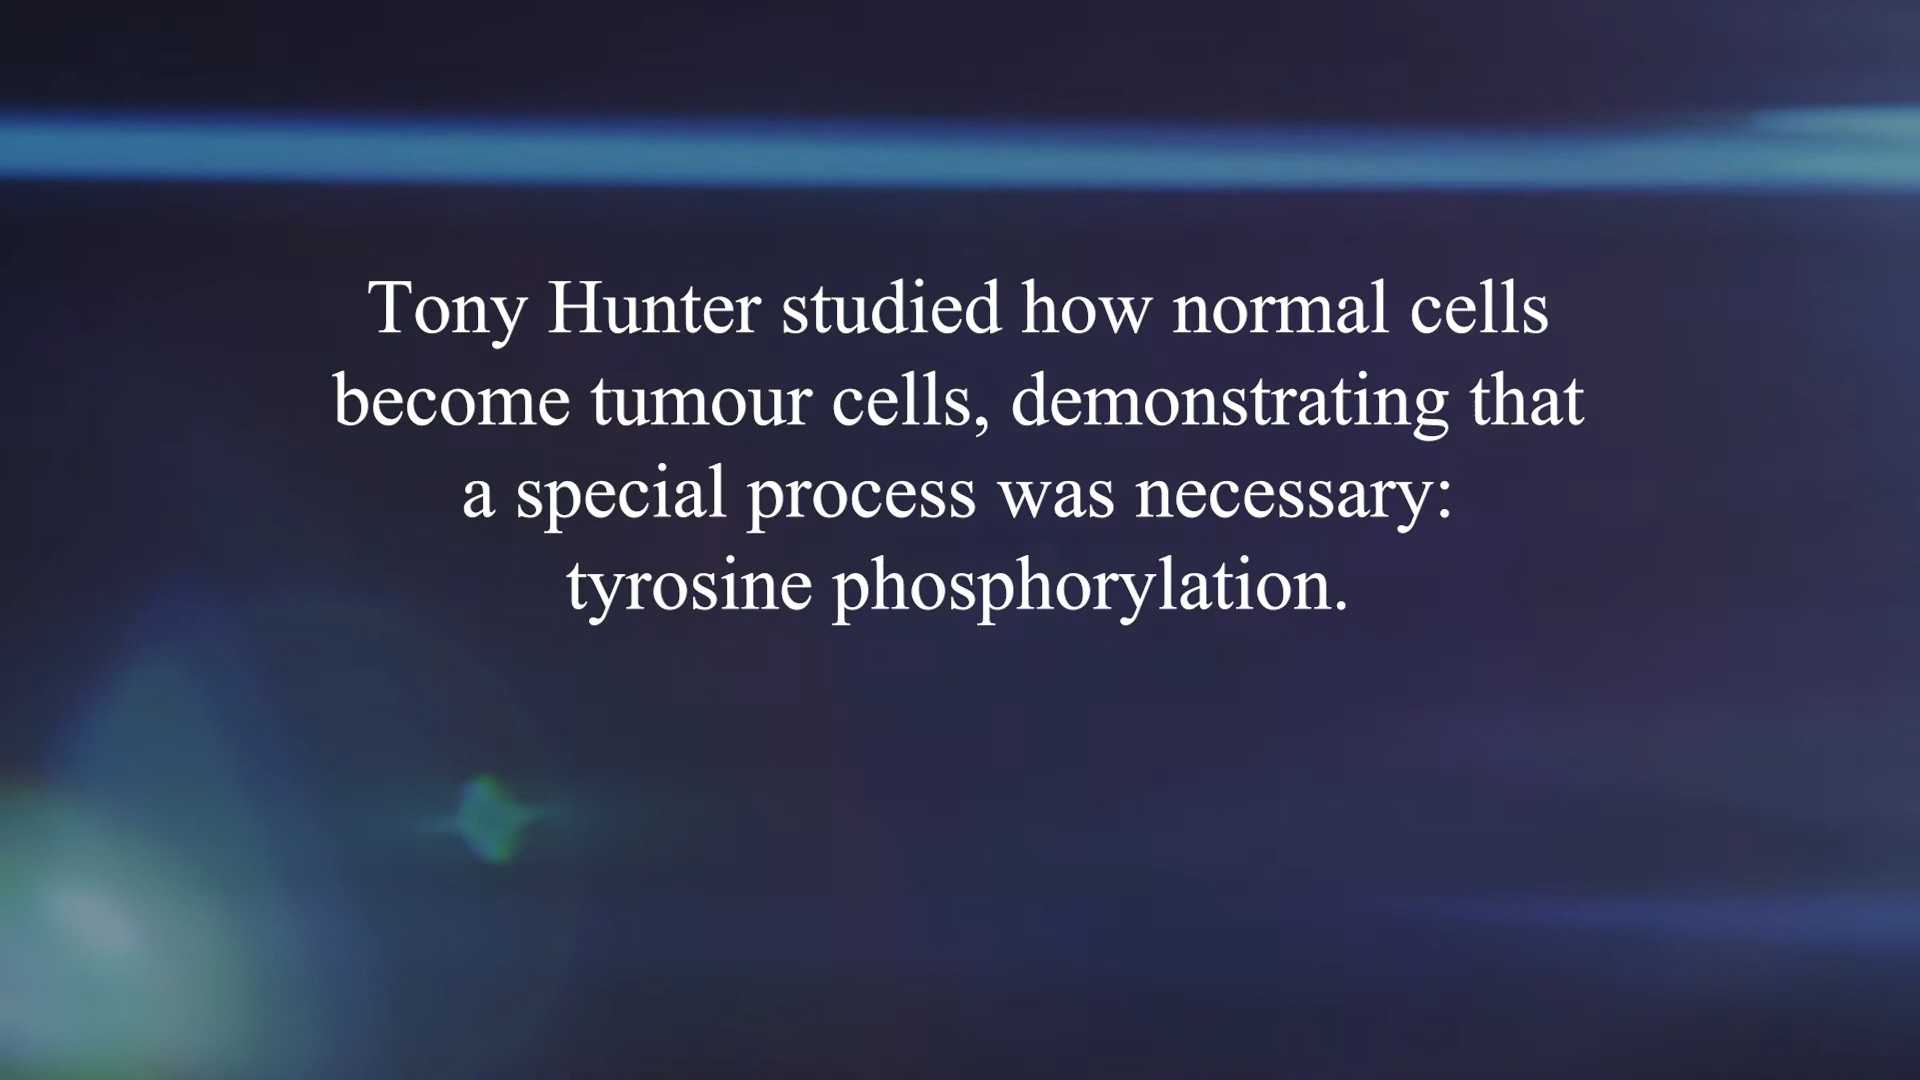 Tony Hunter studied how normal cells
become tumour cells, demonstrating that
a special process was necessary:
tyrosine phosphorylation.